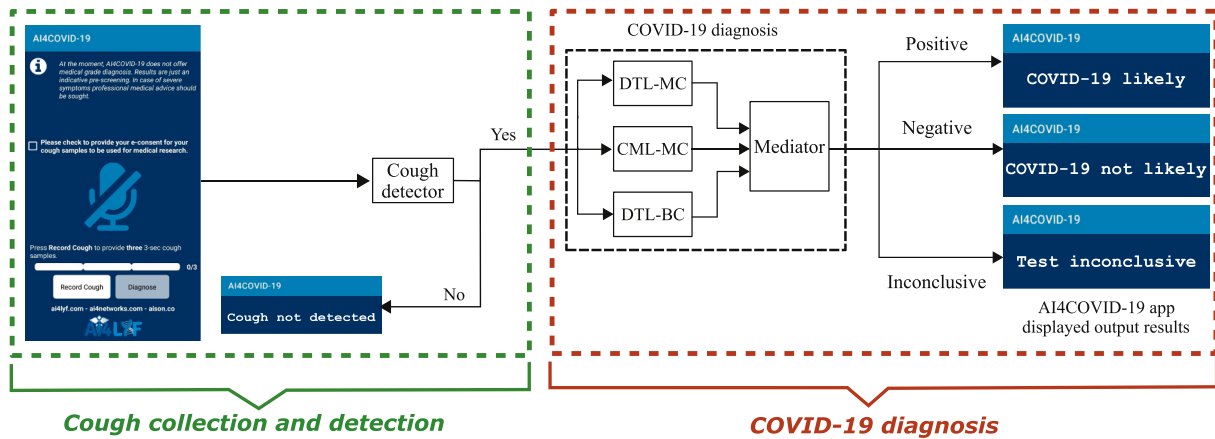 AI4COVID-19
At the moment, AI4COVID-19 does not offer
medical grade diagnosis. Results are just an
indicative pre-screening. In case of severe
symptoms professional medical advice should
be sought.
Please check to provide your e-consent for your
cough samples to be used for medical research.
Press Record Cough to provide three 3-sec cough
samples.
0/3
Record Cough
Diagnose
ai4lyf.com - ai4networks.com - aison.co
AI4LYF
Cough
detector
Yes
No
AI4COVID-19
Cough not detected
Cough collection and detection
COVID-19 diagnosis
DTL-MC
CML-MC
DTL-BC
Mediator
Positive
Negative
Inconclusive
AI4COVID-19
COVID-19 likely
AI4COVID-19
COVID-19 not likely
AI4COVID-19
Test inconclusive
AI4COVID-19 app
displayed output results
COVID-19 diagnosis